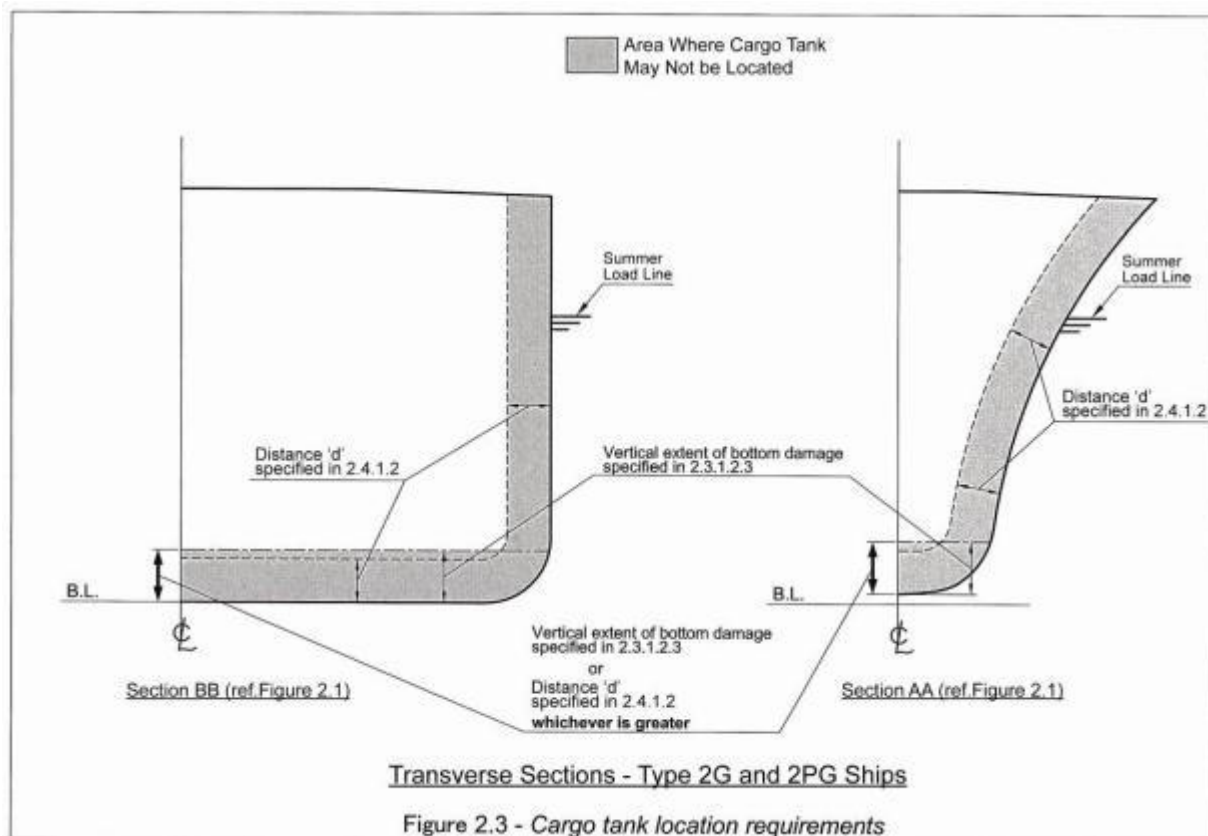 Area Where Cargo Tank
May Not be Located
Summer
Load Line
Distance 'd'
specified in 2.4.1.2
Vertical extent of bottom damage
specified in 2.3.1.2.3
B.L.
℄
Section BB (ref.Figure 2.1)
Vertical extent of bottom damage
specified in 2.3.1.2.3
or
Distance 'd'
specified in 2.4.1.2
whichever is greater
Summer
Load Line
Distance 'd'
specified in 2.4.1.2
B.L.
℄
Section AA (ref.Figure 2.1)
Transverse Sections - Type 2G and 2PG Ships
Figure 2.3 - Cargo tank location requirements